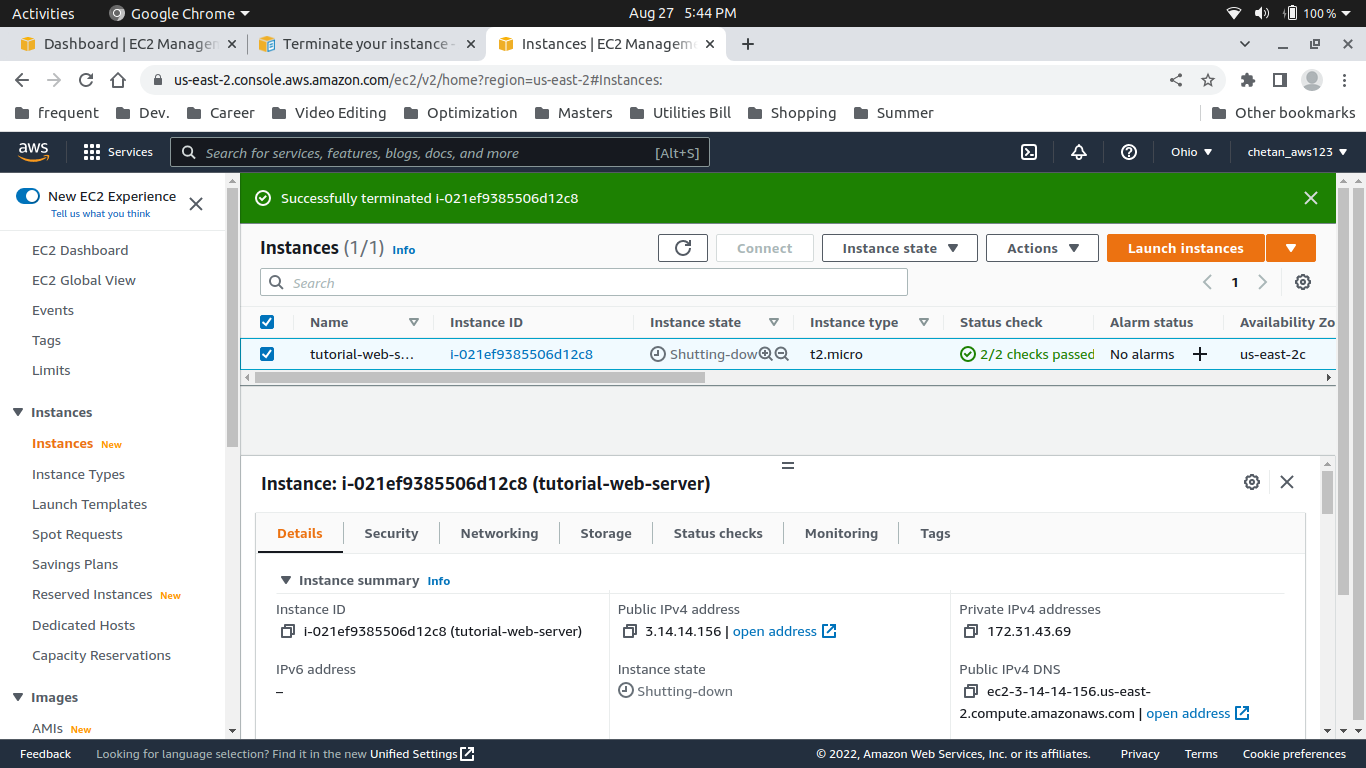 Activities Google Chrome Aug 27 5:44 PM 100 %
Dashboard | EC2 Managem Terminate your instance - Instances | EC2 Manageme
us-east-2.console.aws.amazon.com/ec2/v2/home?region=us-east-2#Instances:
frequent Dev. Career Video Editing Optimization Masters Utilities Bill Shopping Summer Other bookmarks
aws Services Search for services, features, blogs, docs, and more [Alt+S] Ohio chetan_aws123
New EC2 Experience
Tell us what you think
EC2 Dashboard
EC2 Global View
Events
Tags
Limits
Instances
Instances New
Instance Types
Launch Templates
Spot Requests
Savings Plans
Reserved Instances New
Dedicated Hosts
Capacity Reservations
Images
AMIs New
Successfully terminated i-021ef9385506d12c8
Instances (1/1) Info Connect Instance state Actions Launch instances
Search 1
Name Instance ID Instance state Instance type Status check Alarm status Availability Zo
tutorial-web-s... i-021ef9385506d12c8 Shutting-dow t2.micro 2/2 checks passed No alarms us-east-2c
Instance: i-021ef9385506d12c8 (tutorial-web-server)
Details Security Networking Storage Status checks Monitoring Tags
Instance summary Info
Instance ID
i-021ef9385506d12c8 (tutorial-web-server)
Public IPv4 address
3.14.14.156 | open address
Private IPv4 addresses
172.31.43.69
IPv6 address
–
Instance state
Shutting-down
Public IPv4 DNS
ec2-3-14-14-156.us-east-
2.compute.amazonaws.com | open address
Feedback Looking for language selection? Find it in the new Unified Settings © 2022, Amazon Web Services, Inc. or its affiliates. Privacy Terms Cookie preferences